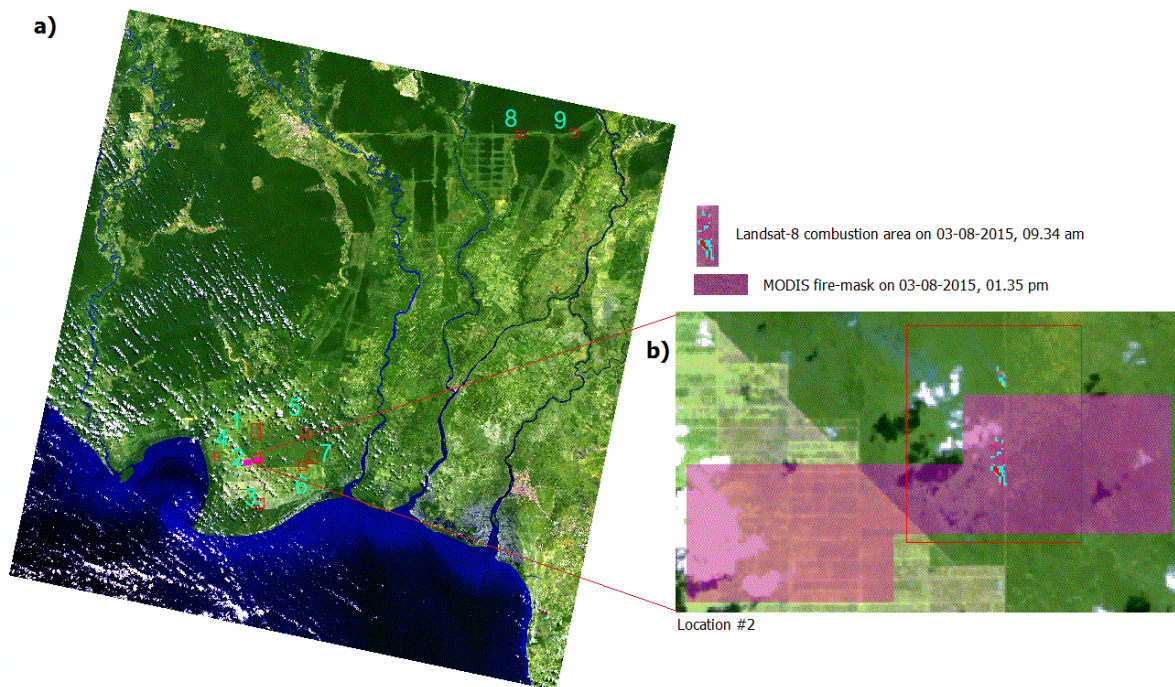 a)
8
9
Landsat-8 combustion area on 03-08-2015, 09.34 am
MODIS fire-mask on 03-08-2015, 01.35 pm
b)
1
5
4
2
7
6
3
Location #2